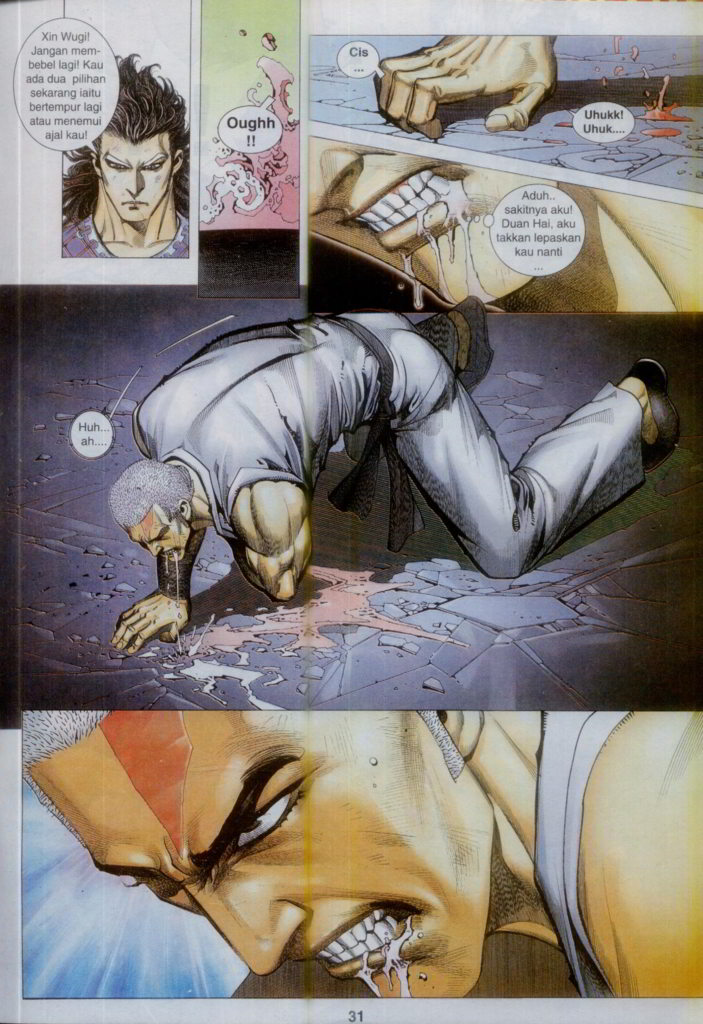 Xin Wugi!
Jangan mem-
bebel lagi! Kau
ada dua pilihan
sekarang iaitu
bertempur lagi
atau menemui
ajal kau!
Oughh
!!
Cis
...
Uhukk!
Uhuk....
Aduh..
sakitnya aku!
Duan Hai, aku
takkan lepaskan
kau nanti
...
Huh...
ah....
31